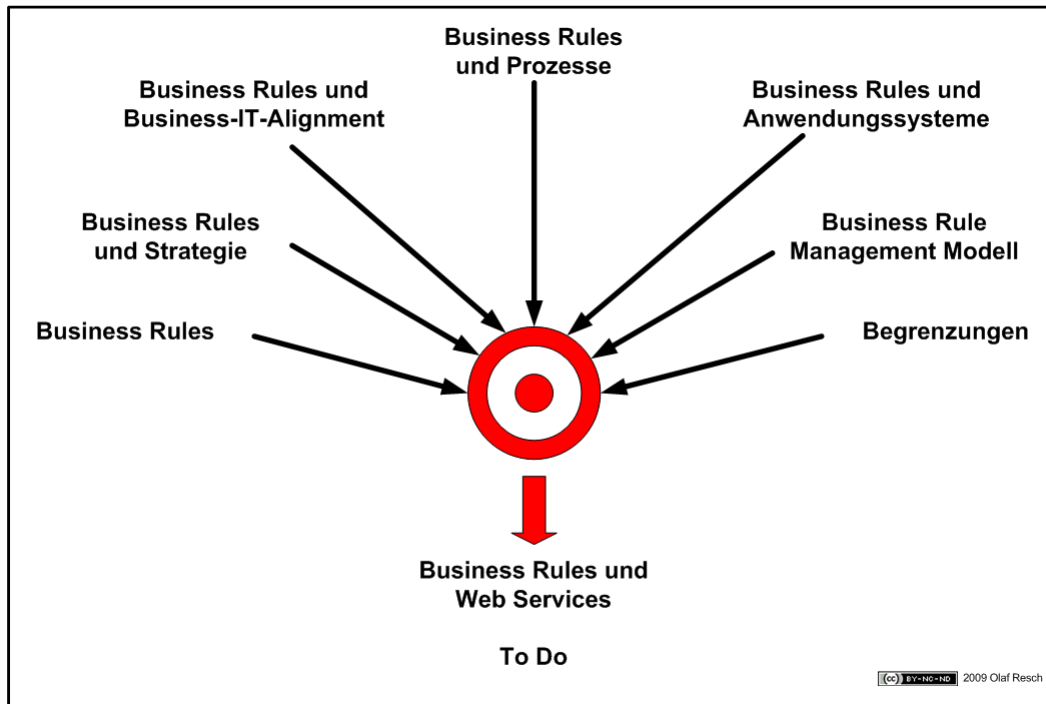 Business Rules
und Prozesse
Business Rules und
Business-IT-Alignment
Business Rules und
Anwendungssysteme
Business Rules
und Strategie
Business Rule
Management Modell
Business Rules
Begrenzungen
Business Rules und
Web Services
To Do
(cc) BY-NC-ND 2009 Olaf Resch